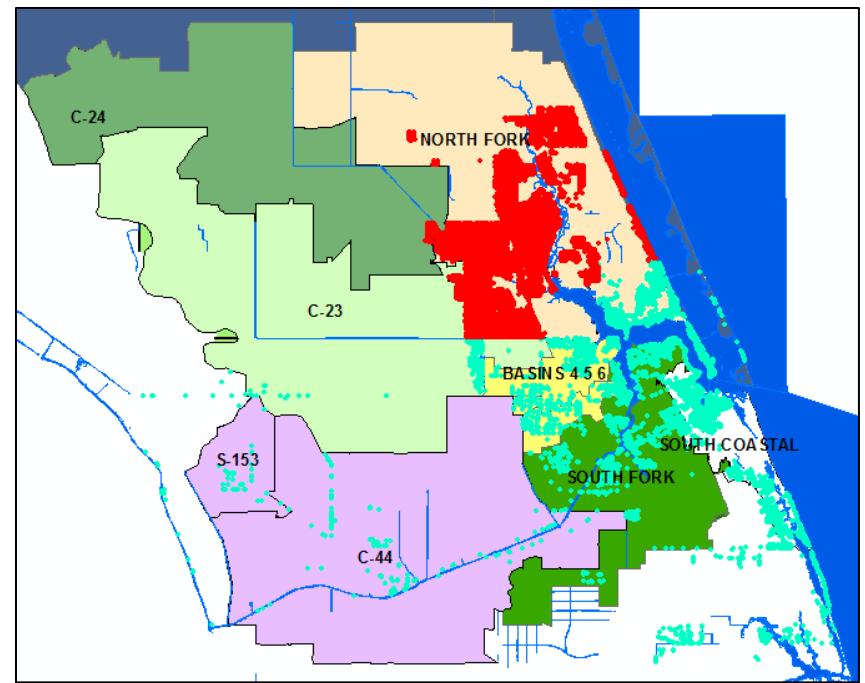 C-24
NORTH FORK
C-23
BASINS 4 5 6
SOUTH COASTAL
S-153
SOUTH FORK
C-44